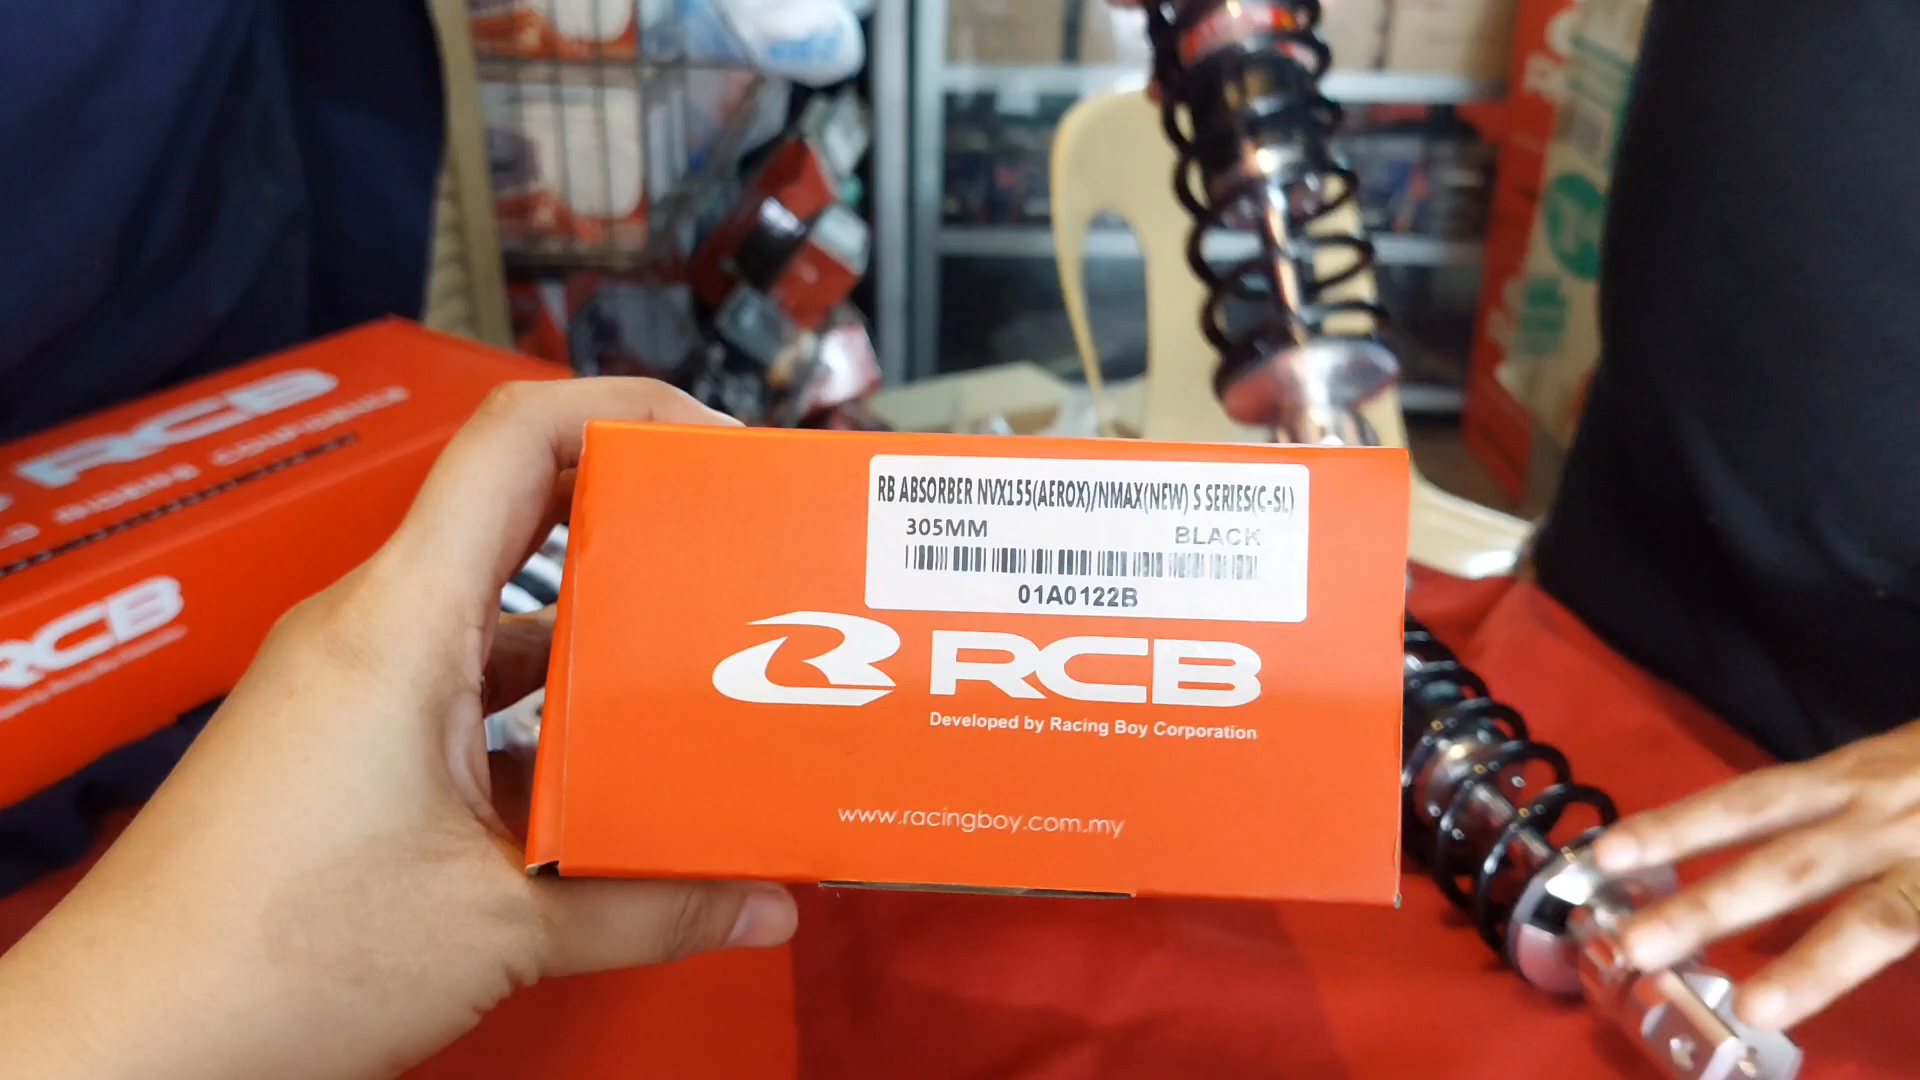 RB ABSORBER NVX155(AEROX)/NMAX(NEW) S SERIES(C-SL)
305MM BLACK
01A0122B
RCB
Developed by Racing Boy Corporation
www.racingboy.com.my
RCB
RCB